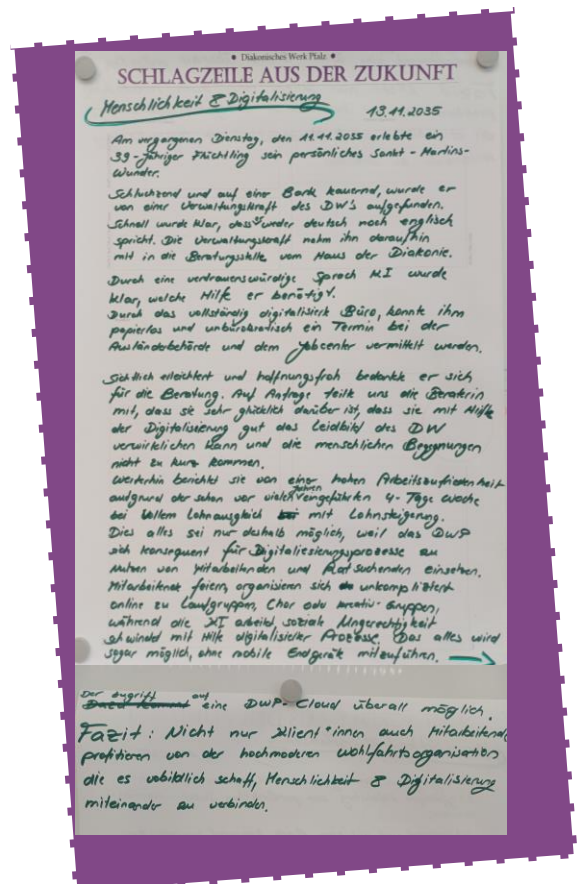 • Diakonisches Werk Pfalz •
SCHLAGZEILE AUS DER ZUKUNFT
Menschlichkeit & Digitalisierung
13.11.2035
Am vergangenen Dienstag, den 11.11.2035 erlebte ein
39-jähriger Flüchtling sein persönliches Sankt-Martins-
Wunder.
Schluchzend und auf einer Bank kauernd, wurde er
von einer Verwaltungskraft des DW's aufgefunden.
Schnell wurde klar, dass er weder deutsch noch englisch
spricht. Die Verwaltungskraft nahm ihn daraufhin
mit in die Beratungsstelle vom Haus der Diakonie.
Durch eine vertrauenswürdige Sprach KI wurde
klar, welche Hilfe er benötigt.
Durch das vollständig digitalisierte Büro, konnte ihm
papierlos und unbürokratisch ein Termin bei der
Ausländerbehörde und dem Jobcenter vermittelt werden.
Sichtlich erleichtert und hoffnungsfroh bedankte er sich
für die Beratung. Auf Anfrage teilte uns die Beraterin
mit, dass sie sehr glücklich darüber ist, dass sie mit Hilfe
der Digitalisierung gut das Leidbild des DW
verwirklichen kann und die menschlichen Begegnungen
nicht zu kurz kommen.
Weiterhin berichtet sie von einer hohen Arbeitszufriedenheit
aufgrund der schon vor vielen Jahren eingeführten 4-Tage Woche
bei vollem Lohnausgleich mit Lohnsteigerung.
Dies alles sei nur deshalb möglich, weil das DWP
sich konsequent für Digitaliesierungsprozesse zu
Nutzen von Mitarbeitenden und Ratsuchenden einsetzen.
Mitarbeitende feiern, organisieren sich unkompliziert
online zu Laufgruppen, Chor oder kreativ-Gruppen,
während die KI arbeitet, soziale Ungerechtigkeit
schwindet mit Hilfe digitalisierter Prozesse. Das alles wird
sogar möglich, ohne mobile Endgeräte mitzuführen.
Der Zugriff auf eine DWP-Cloud überall möglich.
Fazit: Nicht nur Klient*innen auch Mitarbeitende
profitieren von der hochmodernen Wohlfahrtsorganisation
die es vobildlich schaff, Menschlichkeit & Digitalisierung
miteinander zu verbinden.